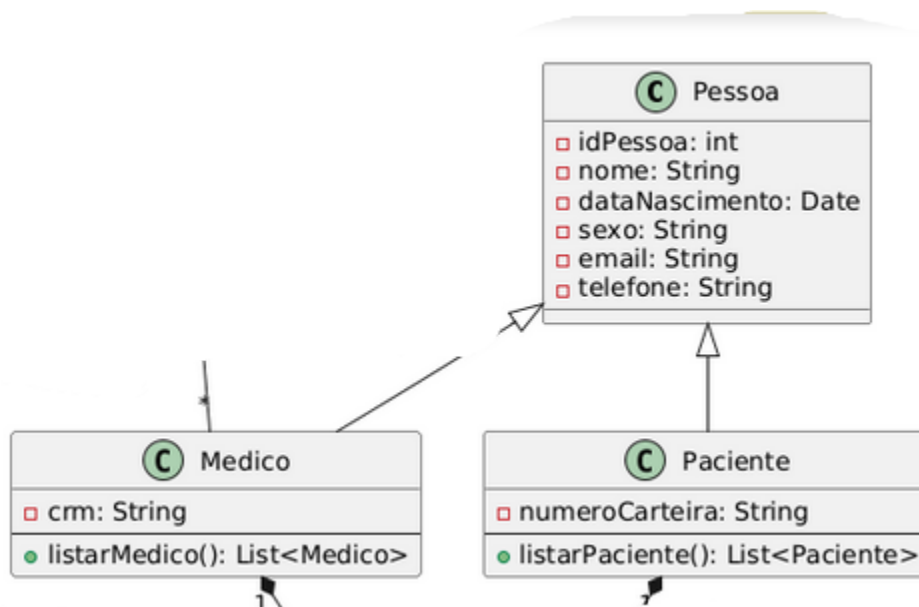 C Pessoa
idPessoa: int
nome: String
dataNascimento: Date
sexo: String
email: String
telefone: String
*
C Medico
crm: String
listarMedico(): List<Medico>
1
C Paciente
numeroCarteira: String
listarPaciente(): List<Paciente>